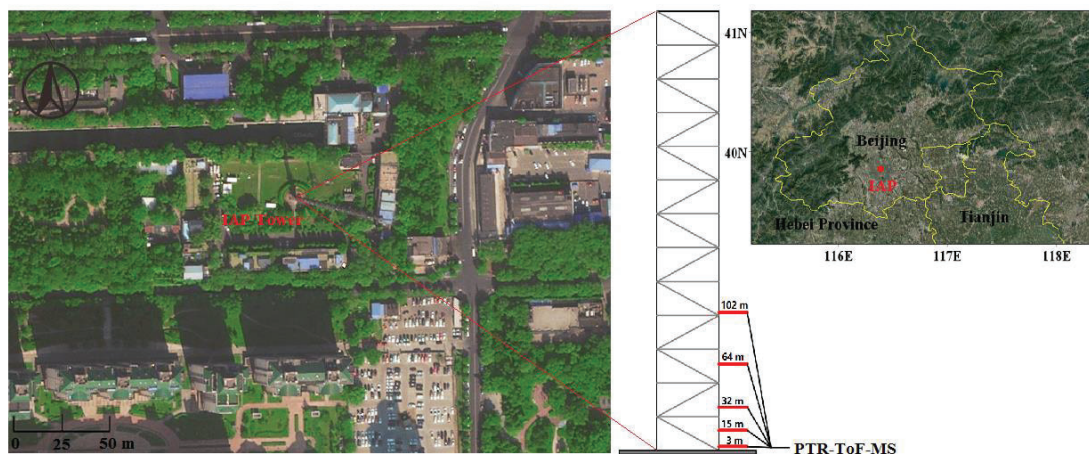 IAP Tower
0 25 50 m
102 m
64 m
32 m
15 m
3 m
PTR-ToF-MS
41N
40N
Beijing
IAP
Tianjin
Hebei Province
116E 117E 118E